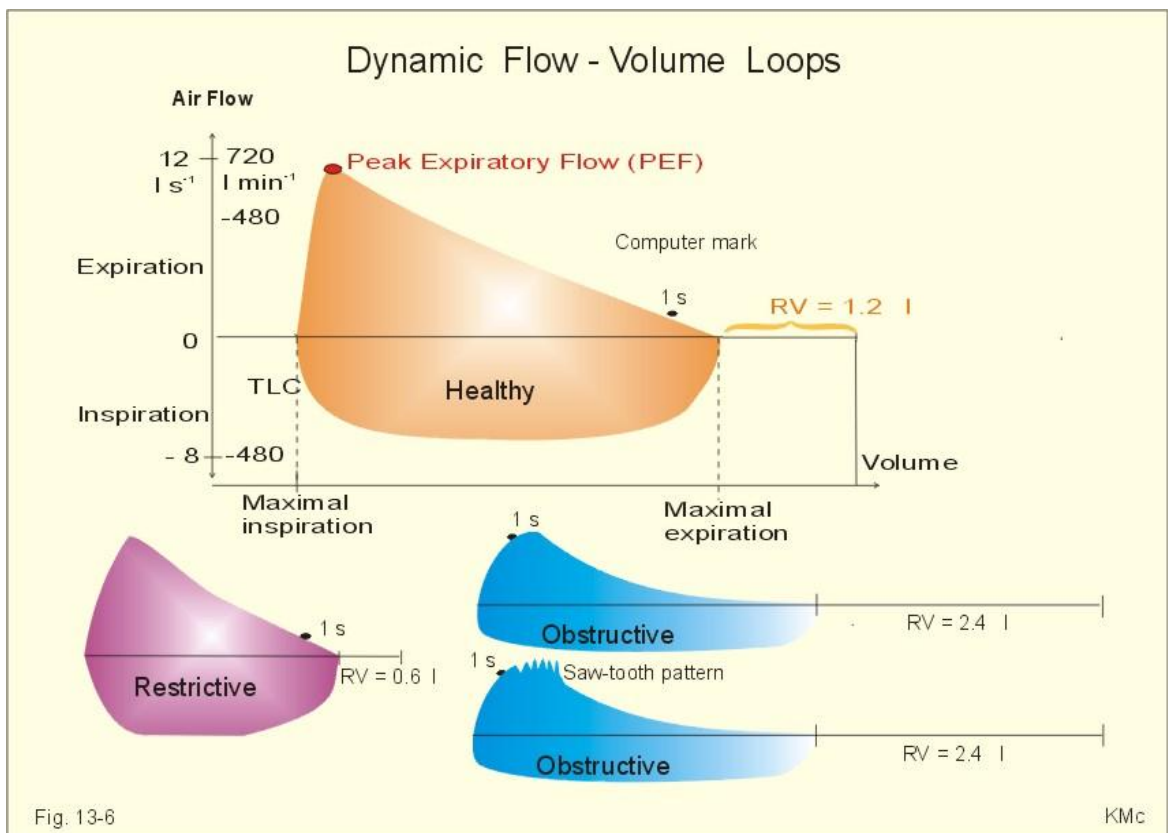 Dynamic Flow - Volume Loops
Air Flow
12
720
l s⁻¹
l min⁻¹
Peak Expiratory Flow (PEF)
-480
Computer mark
Expiration
1 s
RV = 1.2 l
0
TLC
Healthy
Inspiration
- 8
-480
Volume
Maximal
inspiration
Maximal
expiration
1 s
1 s
RV = 0.6 l
Restrictive
Obstructive
RV = 2.4 l
1 s
Saw-tooth pattern
Obstructive
RV = 2.4 l
Fig. 13-6
KMc